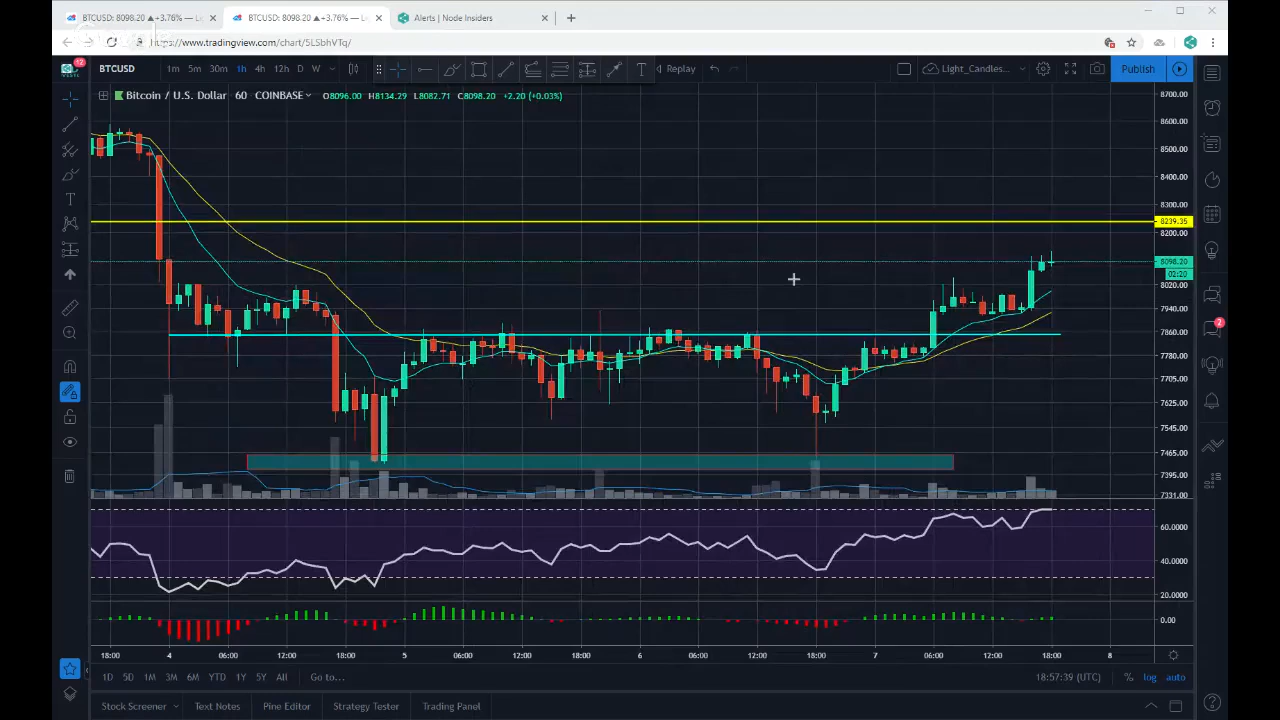 BTCUSD: 8098.20 ▲+3.76% — Li
BTCUSD: 8098.20 ▲+3.76% — Li
Alerts | Node Insiders
https://www.tradingview.com/chart/5LSbhVTq/
12
BTCUSD 1m 5m 30m 1h 4h 12h D W Replay Light_Candles... Publish
Bitcoin / U.S. Dollar 60 COINBASE O8096.00 H8134.29 L8082.71 C8098.20 +2.20 (+0.03%)
8700.00
8600.00
8500.00
8400.00
8300.00
8239.35
8200.00
8098.20
02:20
8020.00
7940.00
7860.00
7780.00
7705.00
7625.00
7545.00
7465.00
7395.00
7331.00
2
60.0000
40.0000
20.0000
0.00
18:00 4 06:00 12:00 18:00 5 06:00 12:00 18:00 6 06:00 12:00 18:00 7 06:00 12:00 18:00 8
1D 5D 1M 3M 6M YTD 1Y 5Y All Go to... 18:57:39 (UTC) % log auto
Stock Screener Text Notes Pine Editor Strategy Tester Trading Panel